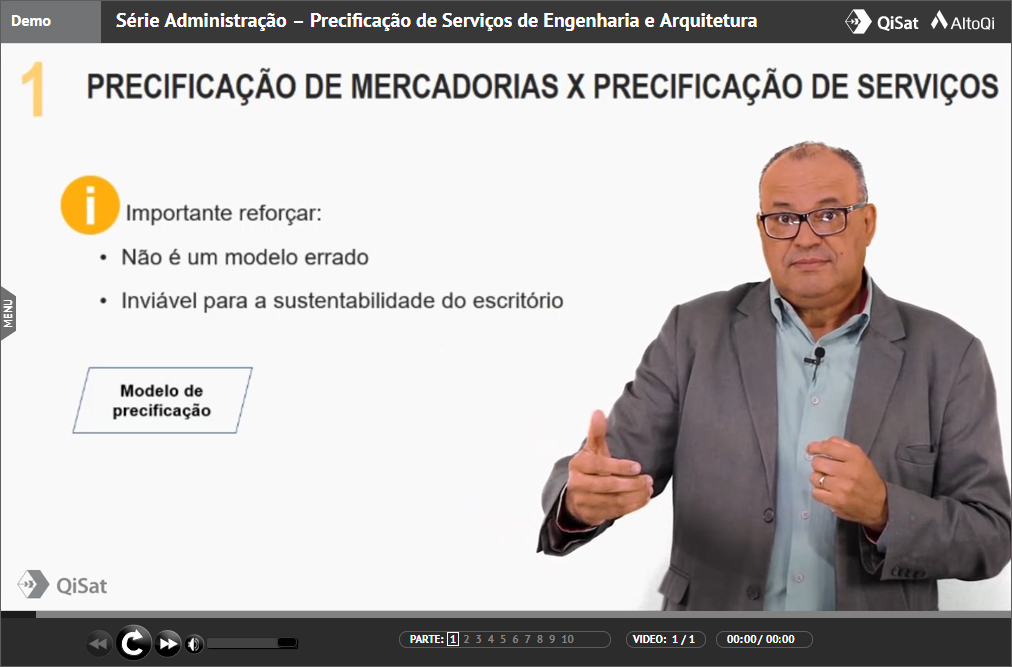 Demo
Série Administração – Precificação de Serviços de Engenharia e Arquitetura
QiSat
AltoQi
1
PRECIFICAÇÃO DE MERCADORIAS X PRECIFICAÇÃO DE SERVIÇOS
i
Importante reforçar:
• Não é um modelo errado
• Inviável para a sustentabilidade do escritório
MENU
Modelo de
precificação
QiSat
PARTE: 1 2 3 4 5 6 7 8 9 10
VIDEO: 1 / 1
00:00/ 00:00